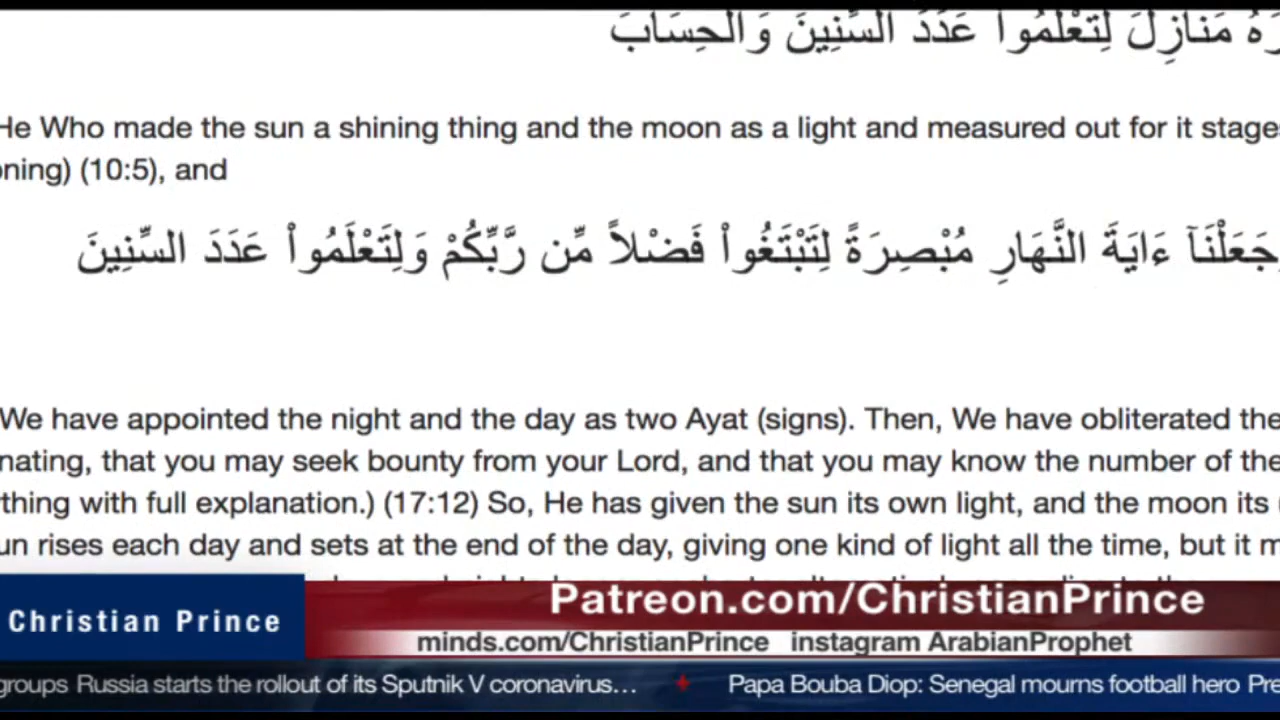 مَنَازِلَ لِتَعْلَمُواْ عَدَدَ السِّنِينَ وَالْحِسَابَ
He Who made the sun a shining thing and the moon as a light and measured out for it stage
ning) (10:5), and
جَعَلْنَآ ءَايَةَ النَّهَارِ مُبْصِرَةً لِتَبْتَغُواْ فَضْلاً مِّن رَّبِّكُمْ وَلِتَعْلَمُواْ عَدَدَ السِّنِينَ
We have appointed the night and the day as two Ayat (signs). Then, We have obliterated the
nating, that you may seek bounty from your Lord, and that you may know the number of the
thing with full explanation.) (17:12) So, He has given the sun its own light, and the moon its
un rises each day and sets at the end of the day, giving one kind of light all the time, but it m
Christian Prince
Patreon.com/ChristianPrince
minds.com/ChristianPrince instagram ArabianProphet
groups Russia starts the rollout of its Sputnik V coronavirus… Papa Bouba Diop: Senegal mourns football hero Pre